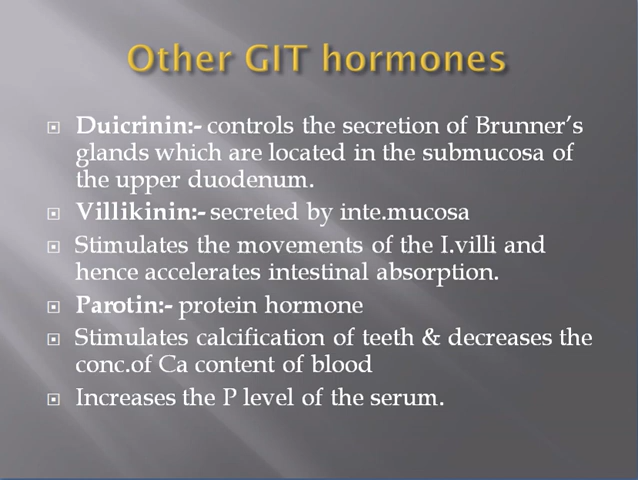 Other GIT hormones
Duicrinin:- controls the secretion of Brunner's
glands which are located in the submucosa of
the upper duodenum.
Villikinin:- secreted by inte.mucosa
Stimulates the movements of the I.villi and
hence accelerates intestinal absorption.
Parotin:- protein hormone
Stimulates calcification of teeth & decreases the
conc.of Ca content of blood
Increases the P level of the serum.